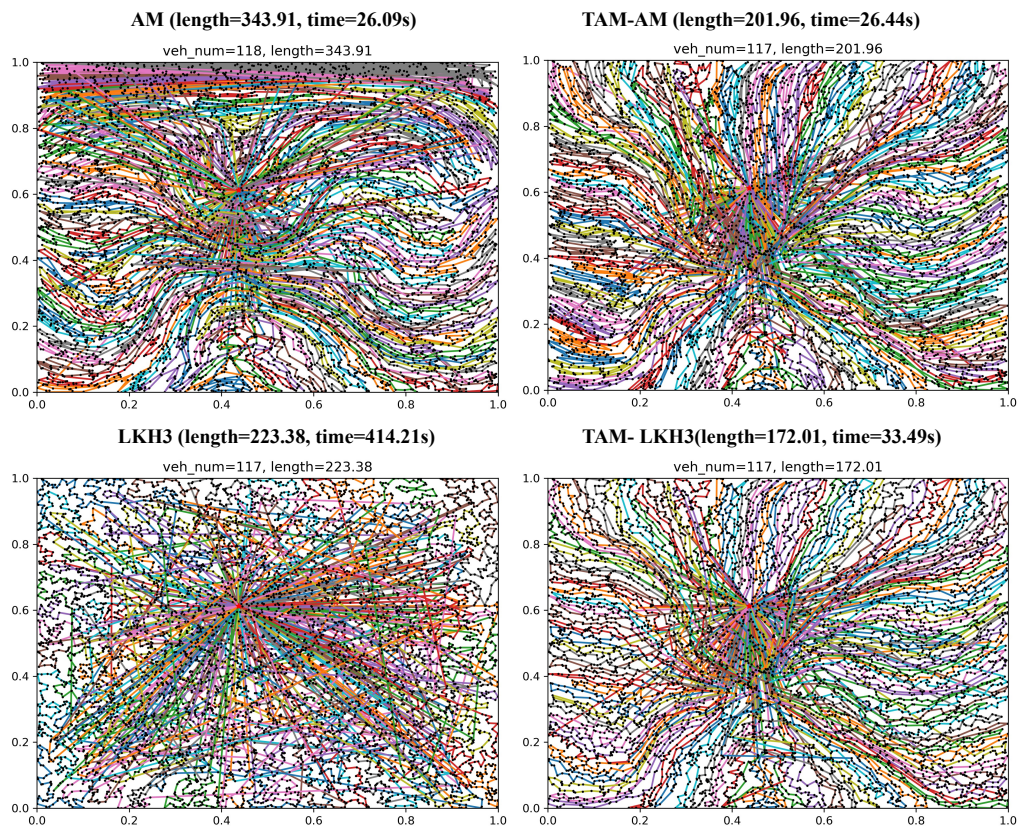 AM (length=343.91, time=26.09s)
veh_num=118, length=343.91
1.0
0.8
0.6
0.4
0.2
0.0
0.0 0.2 0.4 0.6 0.8 1.0
TAM-AM (length=201.96, time=26.44s)
veh_num=117, length=201.96
1.0
0.8
0.6
0.4
0.2
0.0
0.0 0.2 0.4 0.6 0.8 1.0
LKH3 (length=223.38, time=414.21s)
veh_num=117, length=223.38
1.0
0.8
0.6
0.4
0.2
0.0
0.0 0.2 0.4 0.6 0.8 1.0
TAM- LKH3(length=172.01, time=33.49s)
veh_num=117, length=172.01
1.0
0.8
0.6
0.4
0.2
0.0
0.0 0.2 0.4 0.6 0.8 1.0